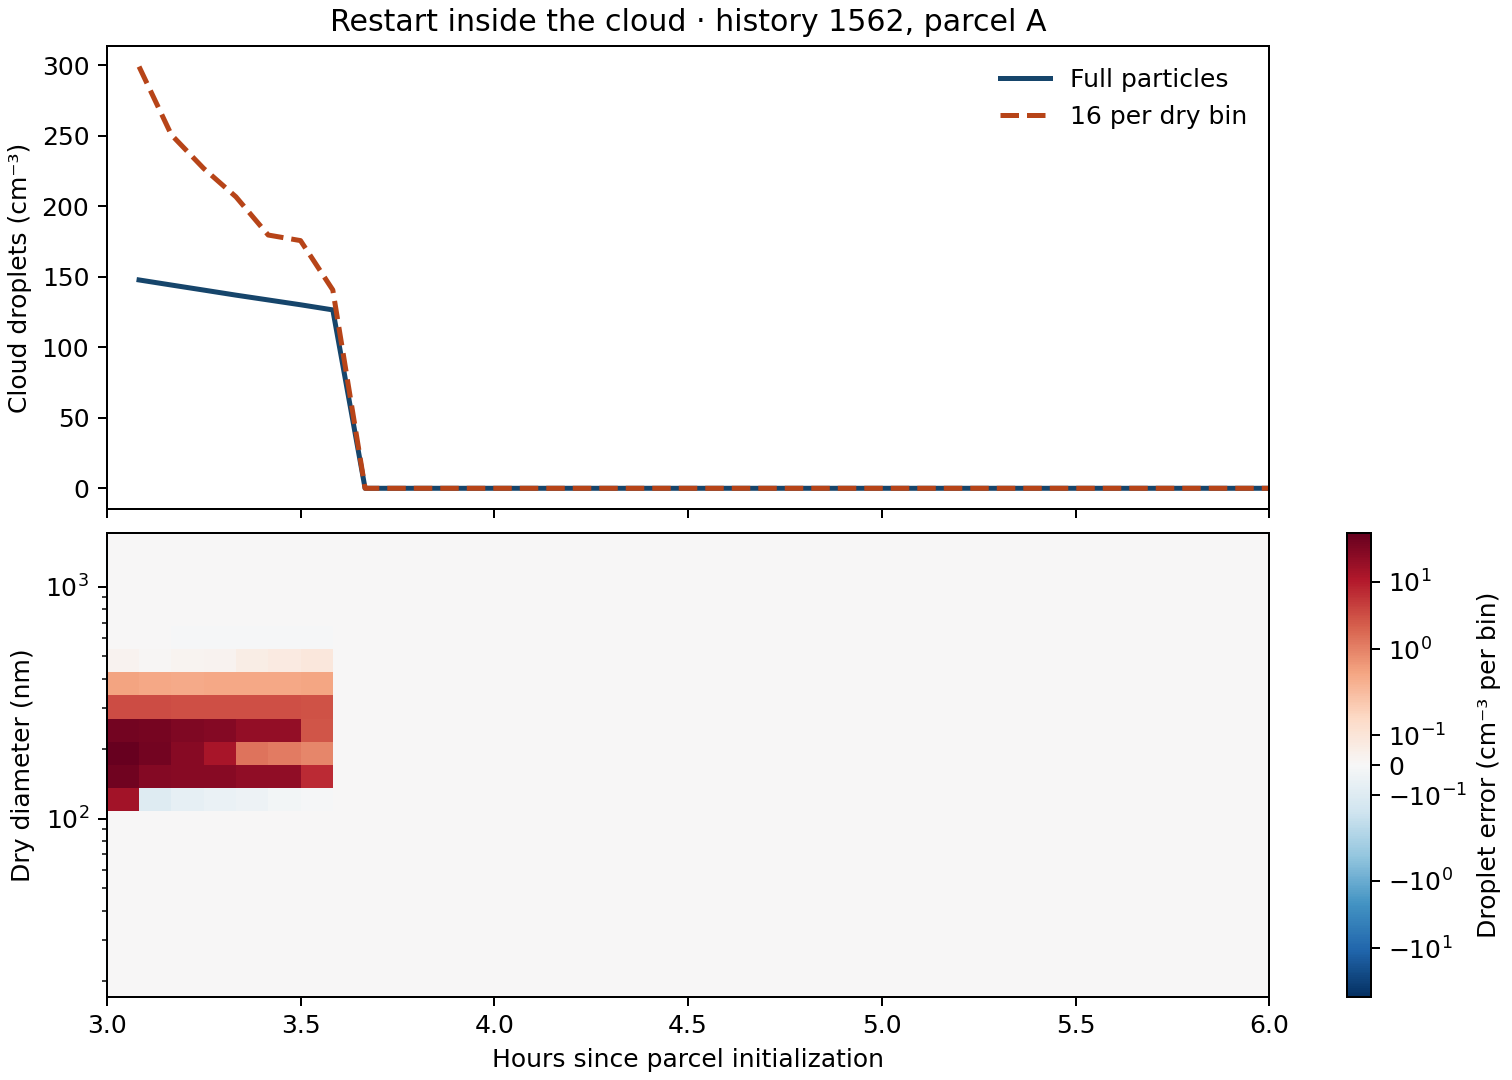 Restart inside the cloud · history 1562, parcel A
Cloud droplets (cm⁻³)
300
250
200
150
100
50
0
Full particles
16 per dry bin
Dry diameter (nm)
10³
10²
3.0 3.5 4.0 4.5 5.0 5.5 6.0
Hours since parcel initialization
10¹
10⁰
10⁻¹
0
−10⁻¹
−10⁰
−10¹
Droplet error (cm⁻³ per bin)